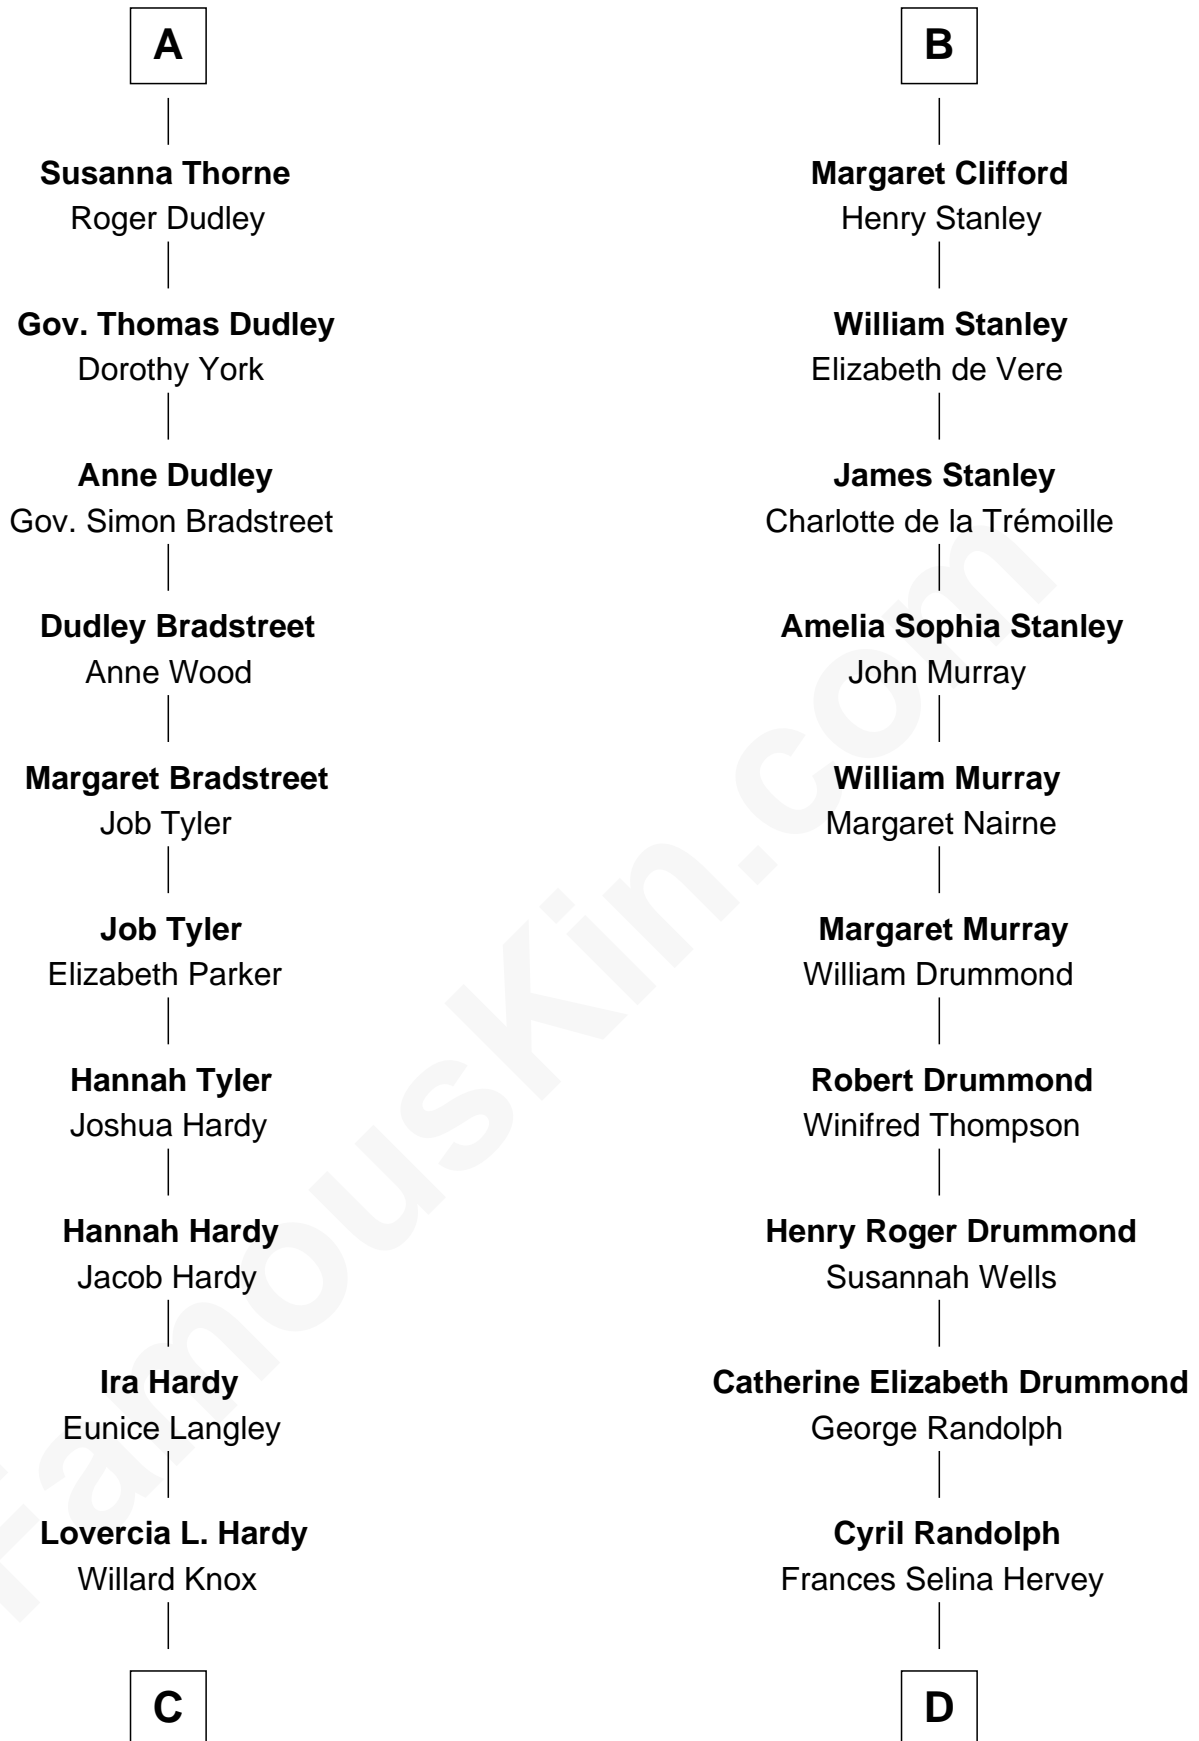 A
Susanna Thorne
Roger Dudley
Gov. Thomas Dudley
Dorothy York
Anne Dudley
Gov. Simon Bradstreet
Dudley Bradstreet
Anne Wood
Margaret Bradstreet
Job Tyler
Job Tyler
Elizabeth Parker
Hannah Tyler
Joshua Hardy
Hannah Hardy
Jacob Hardy
Ira Hardy
Eunice Langley
Lovercia L. Hardy
Willard Knox
C
B
Margaret Clifford
Henry Stanley
William Stanley
Elizabeth de Vere
James Stanley
Charlotte de la Trémoille
Amelia Sophia Stanley
John Murray
William Murray
Margaret Nairne
Margaret Murray
William Drummond
Robert Drummond
Winifred Thompson
Henry Roger Drummond
Susannah Wells
Catherine Elizabeth Drummond
George Randolph
Cyril Randolph
Frances Selina Hervey
D
FamousKin.com